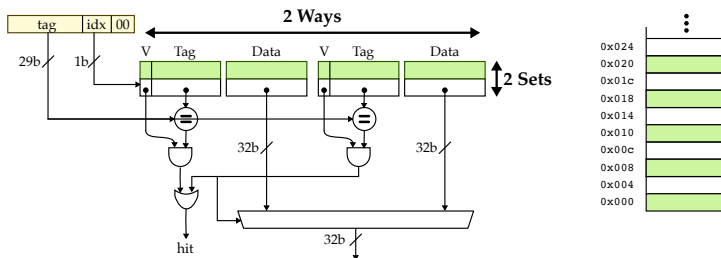 tag idx 00
2 Ways
V Tag Data V Tag Data
29b 1b
2 Sets
= =
32b 32b
hit
32b
0x024
0x020
0x01c
0x018
0x014
0x010
0x00c
0x008
0x004
0x000